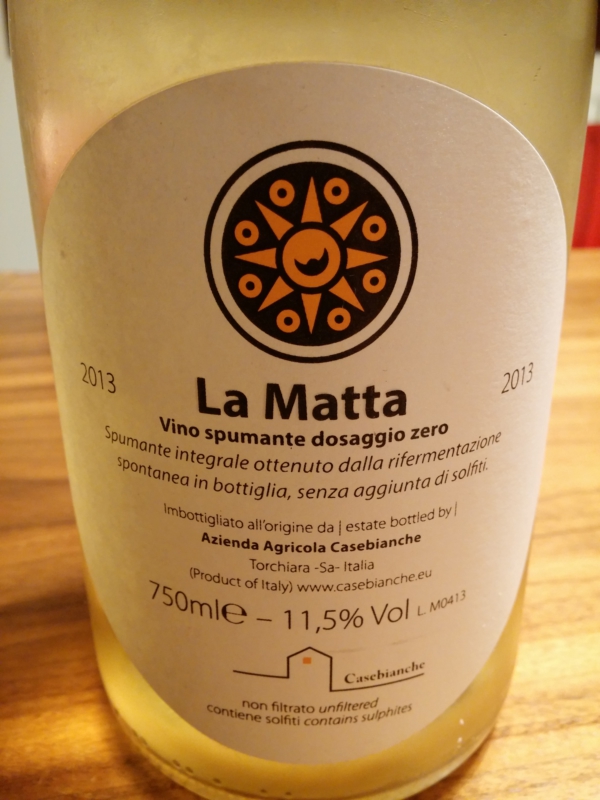 2013
2013
La Matta
Vino spumante dosaggio zero
Spumante integrale ottenuto dalla rifermentazione
spontanea in bottiglia, senza aggiunta di solfiti.
Imbottigliato all'origine da | estate bottled by |
Azienda Agricola Casebianche
Torchiara -Sa- Italia
(Product of Italy) www.casebianche.eu
750ml℮ – 11,5% Vol L. M0413
Casebianche
non filtrato unfiltered
contiene solfiti contains sulphites